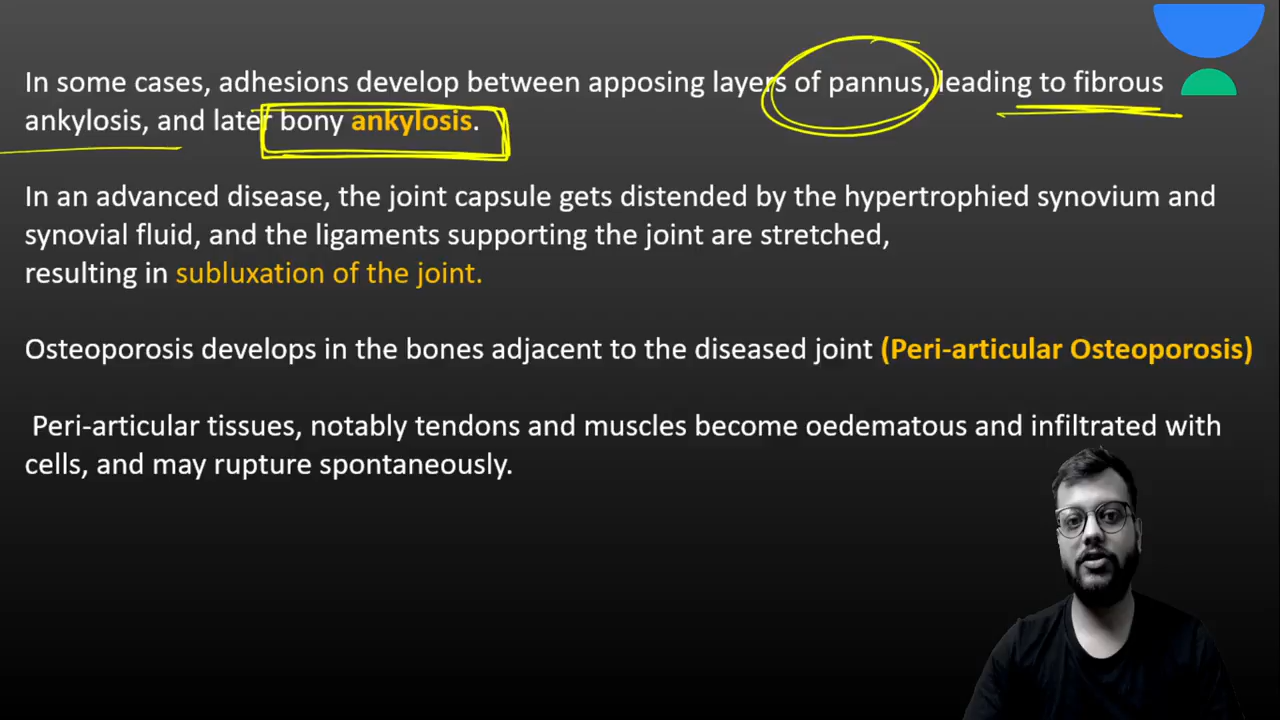 In some cases, adhesions develop between apposing layers of pannus, leading to fibrous
ankylosis, and later bony ankylosis.
In an advanced disease, the joint capsule gets distended by the hypertrophied synovium and
synovial fluid, and the ligaments supporting the joint are stretched,
resulting in subluxation of the joint.
Osteoporosis develops in the bones adjacent to the diseased joint (Peri-articular Osteoporosis)
Peri-articular tissues, notably tendons and muscles become oedematous and infiltrated with
cells, and may rupture spontaneously.